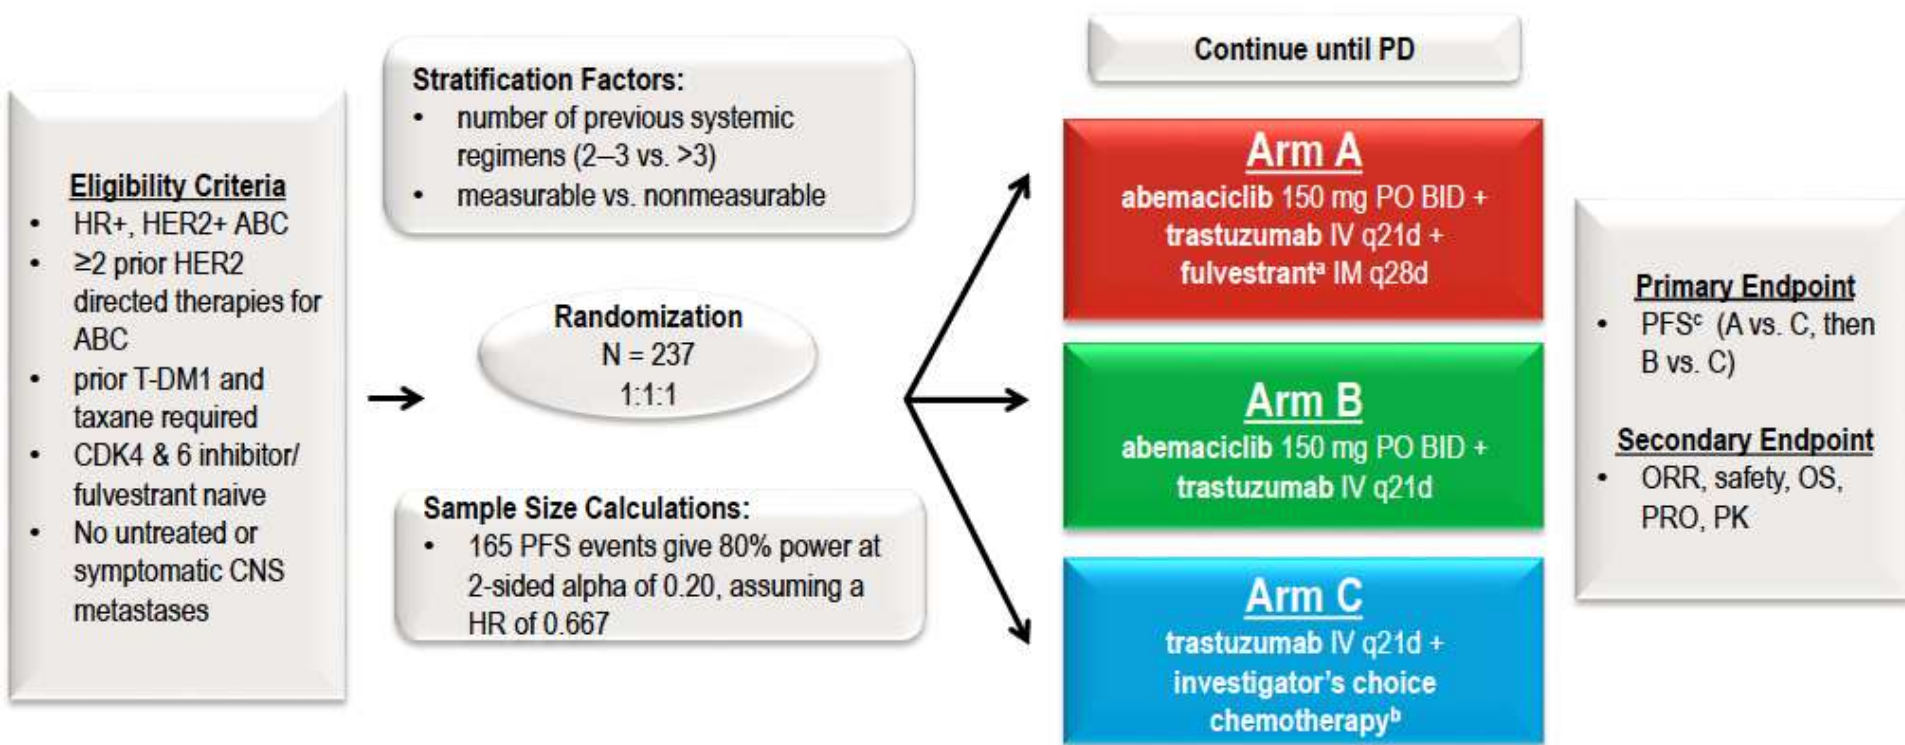 Eligibility Criteria
• HR+, HER2+ ABC
• ≥2 prior HER2
directed therapies for
ABC
• prior T-DM1 and
taxane required
• CDK4 & 6 inhibitor/
fulvestrant naive
• No untreated or
symptomatic CNS
metastases
Stratification Factors:
• number of previous systemic
regimens (2–3 vs. >3)
• measurable vs. nonmeasurable
Randomization
N = 237
1:1:1
Sample Size Calculations:
• 165 PFS events give 80% power at
2-sided alpha of 0.20, assuming a
HR of 0.667
Continue until PD
Arm A
abemaciclib 150 mg PO BID +
trastuzumab IV q21d +
fulvestrantᵃ IM q28d
Arm B
abemaciclib 150 mg PO BID +
trastuzumab IV q21d
Arm C
trastuzumab IV q21d +
investigator's choice
chemotherapyᵇ
Primary Endpoint
• PFSᶜ (A vs. C, then
B vs. C)
Secondary Endpoint
• ORR, safety, OS,
PRO, PK